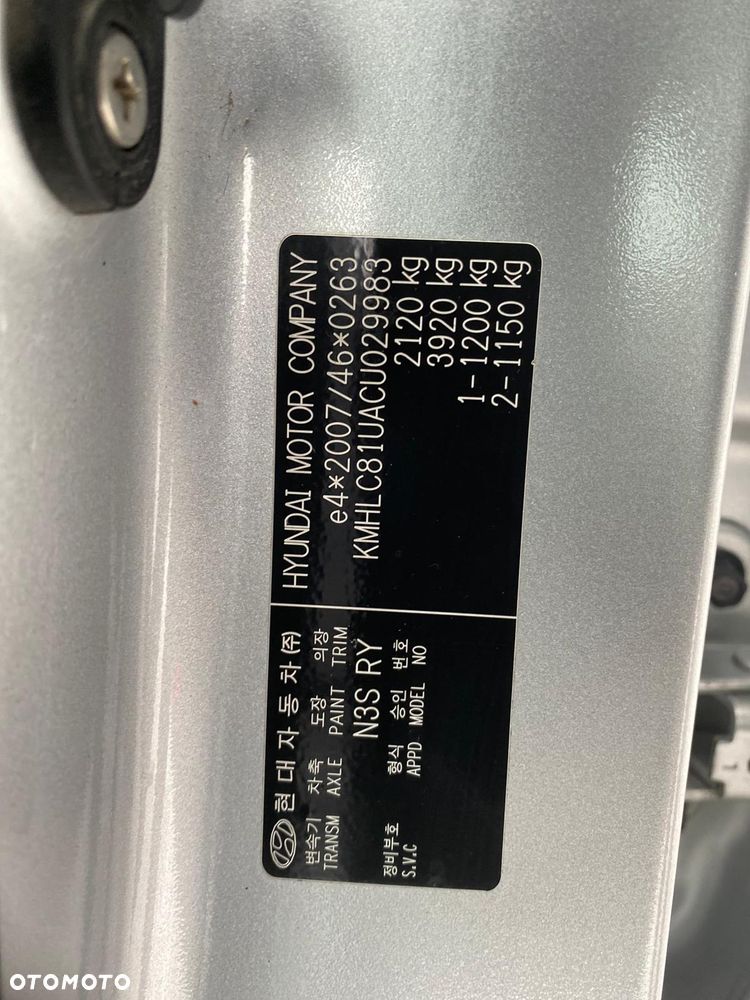 현대자동차(주)
HYUNDAI MOTOR COMPANY
변속기 차축 도장 의장
TRANSM AXLE PAINT TRIM
e4*2007/46*0263
N3S RY
KMHLC81UACU029983
정비부호 형식 승인 번호
S.V.C APPD MODEL NO
2120 kg
3920 kg
1-1200 kg
2-1150 kg
OTOMOTO